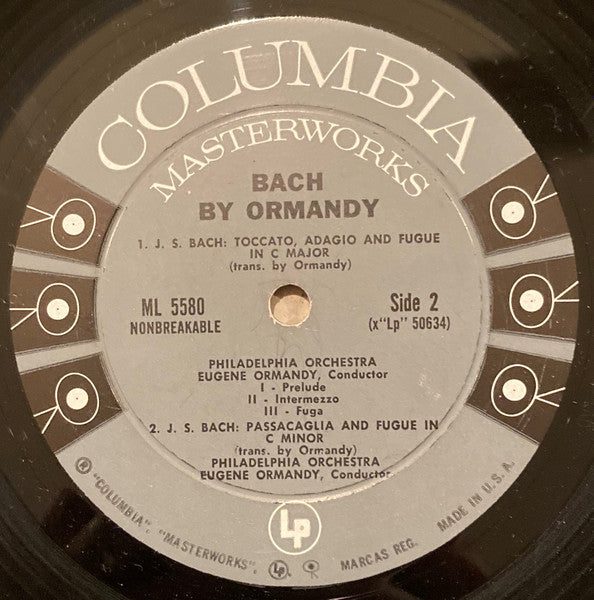 COLUMBIA
MASTERWORKS
BACH
BY ORMANDY
1. J. S. BACH: TOCCATO, ADAGIO AND FUGUE
IN C MAJOR
(trans. by Ormandy)
ML 5580
NONBREAKABLE
Side 2
(x"Lp" 50634)
PHILADELPHIA ORCHESTRA
EUGENE ORMANDY, Conductor
I - Prelude
II - Intermezzo
III - Fuga
2. J. S. BACH: PASSACAGLIA AND FUGUE IN
C MINOR
(trans. by Ormandy)
PHILADELPHIA ORCHESTRA
EUGENE ORMANDY, Conductor
Lp
® "COLUMBIA", "MASTERWORKS", Lp MARCAS REG. MADE IN U.S.A.